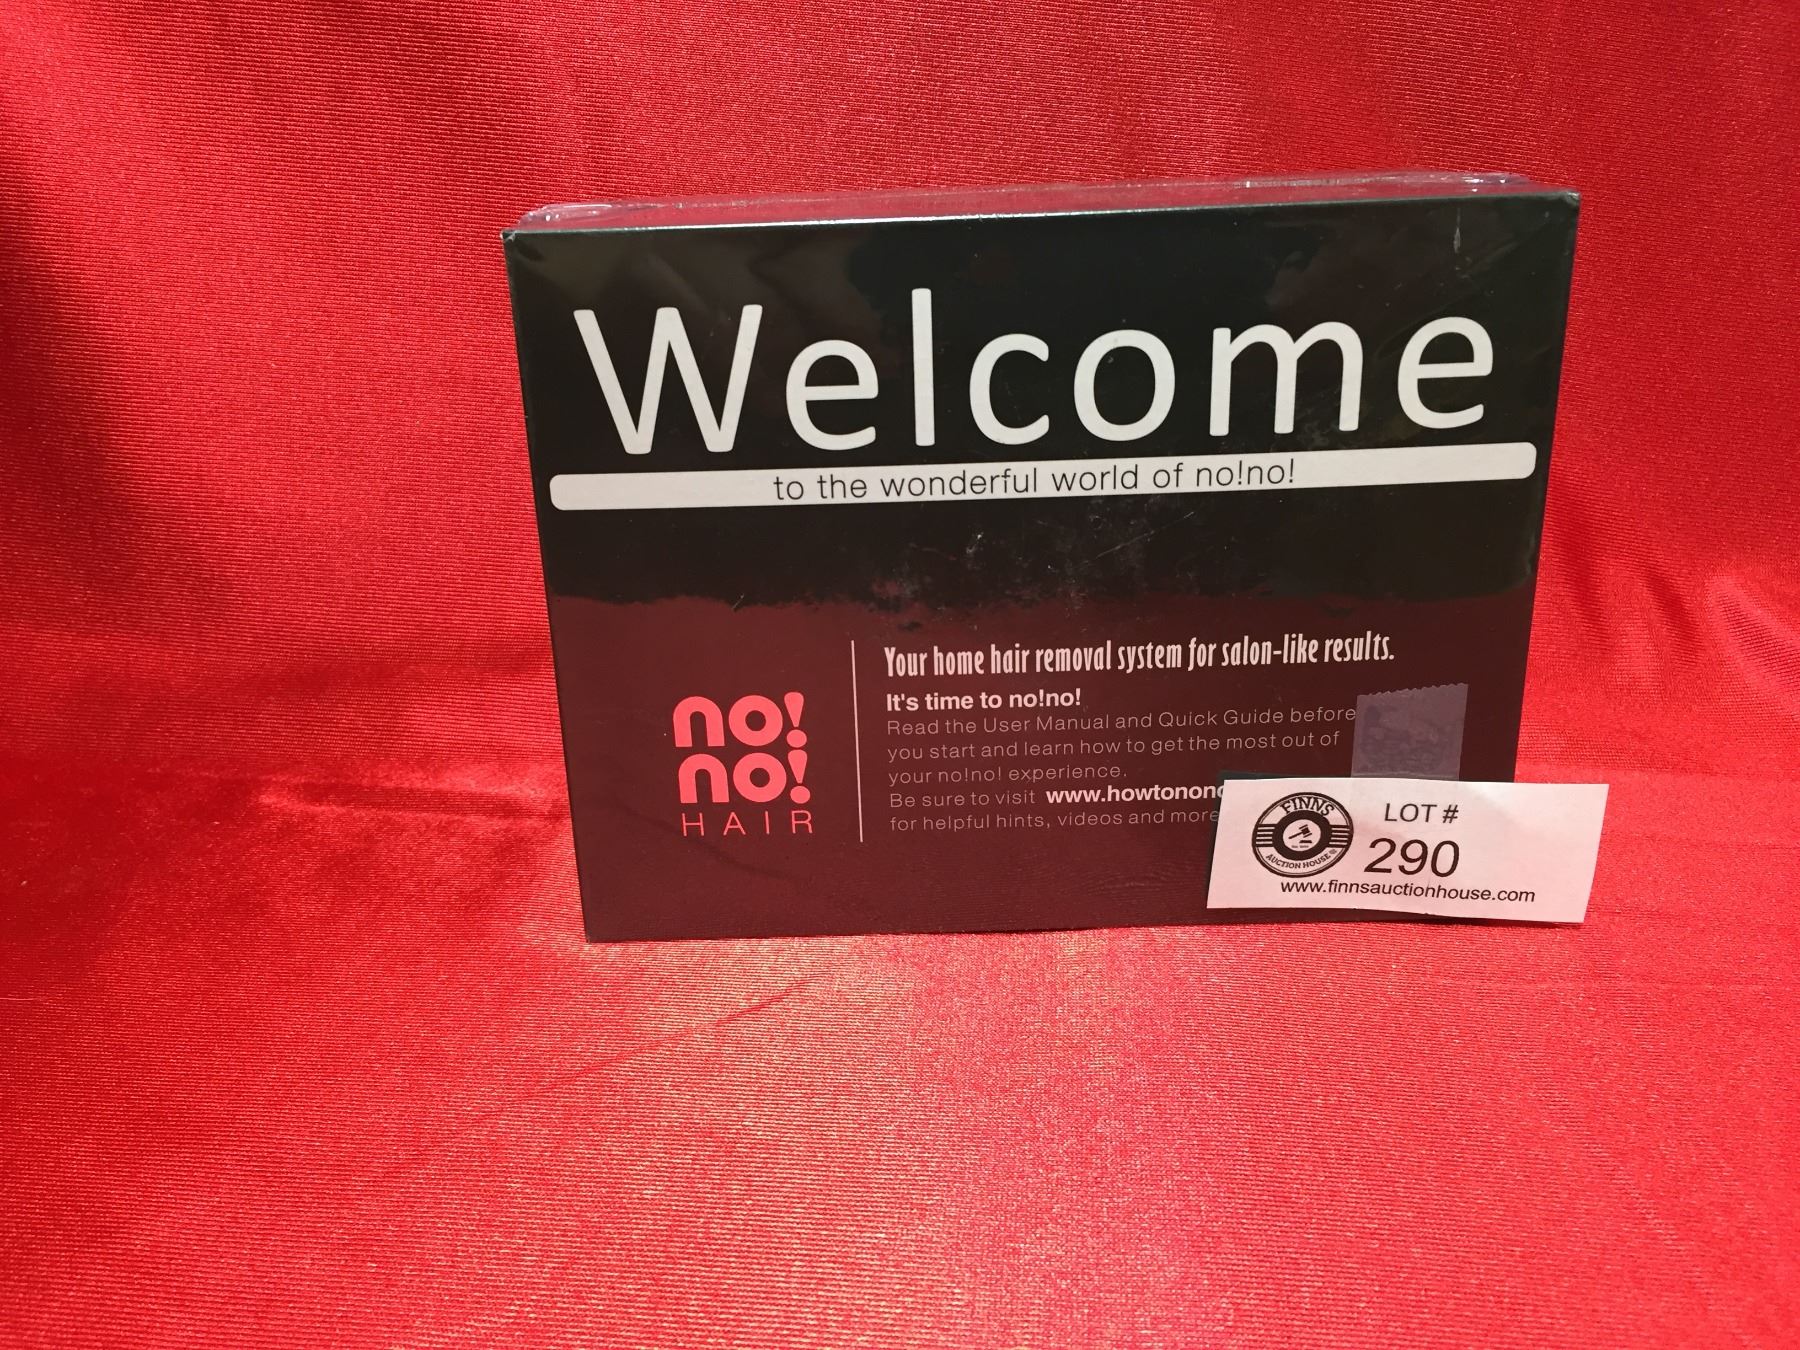 Welcome
to the wonderful world of no!no!
Your home hair removal system for salon-like results.
It's time to no!no!
Read the User Manual and Quick Guide before
you start and learn how to get the most out of
your no!no! experience.
Be sure to visit www.howtonono
for helpful hints, videos and more
no!
no!
HAIR
FINNS
AUCTION HOUSE
LOT #
290
www.finnsauctionhouse.com